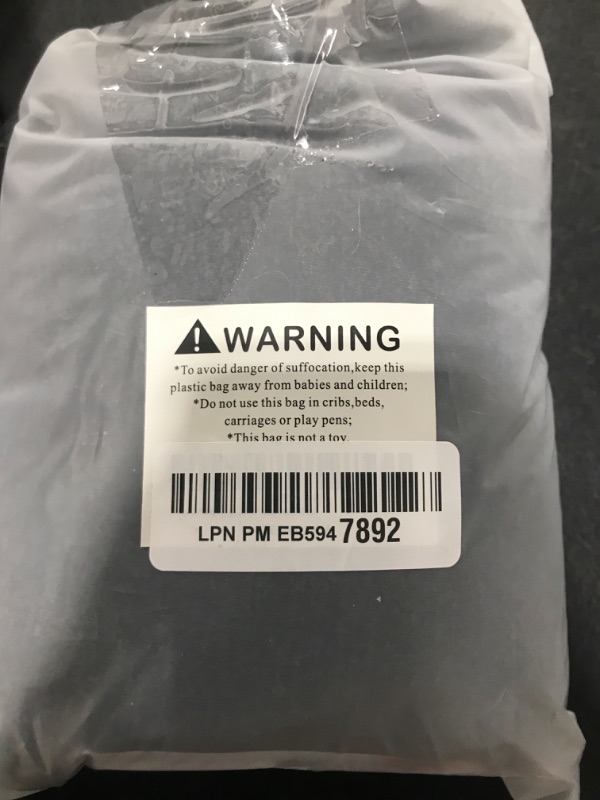 WARNING
*To avoid danger of suffocation,keep this
plastic bag away from babies and children;
*Do not use this bag in cribs,beds,
carriages or play pens;
*This bag is not a toy.
LPN PM EB594 7892